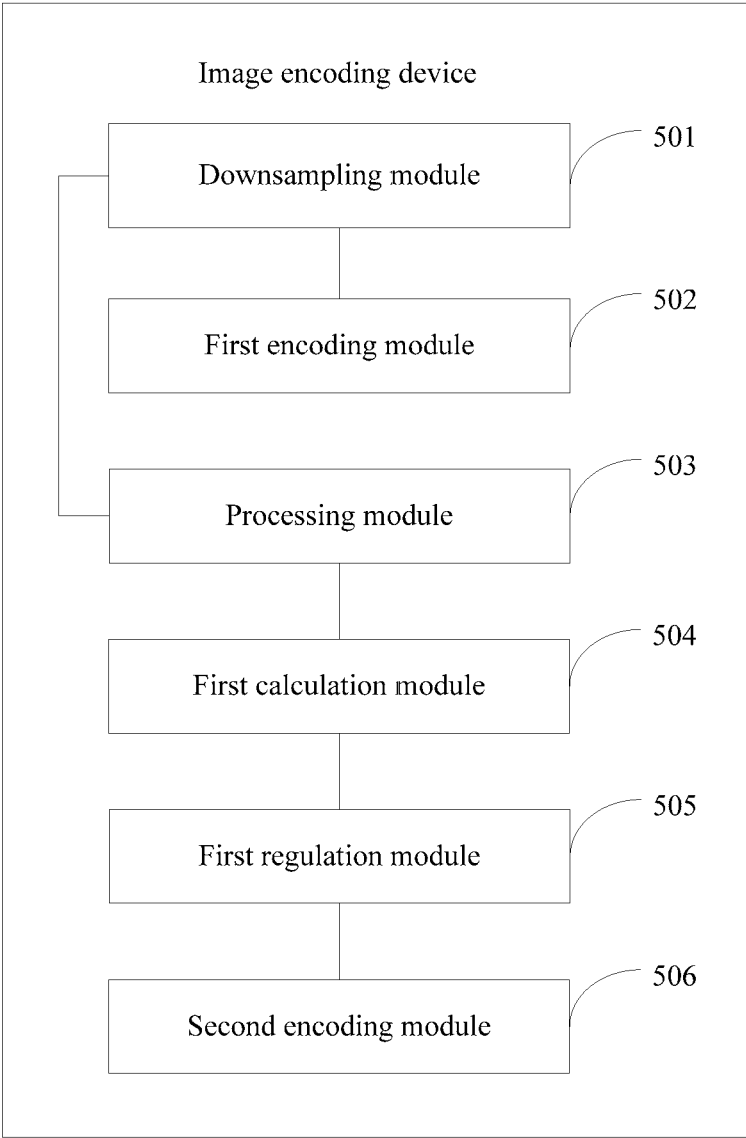 Image encoding device
Downsampling module
501
First encoding module
502
Processing module
503
First calculation module
504
First regulation module
505
Second encoding module
506